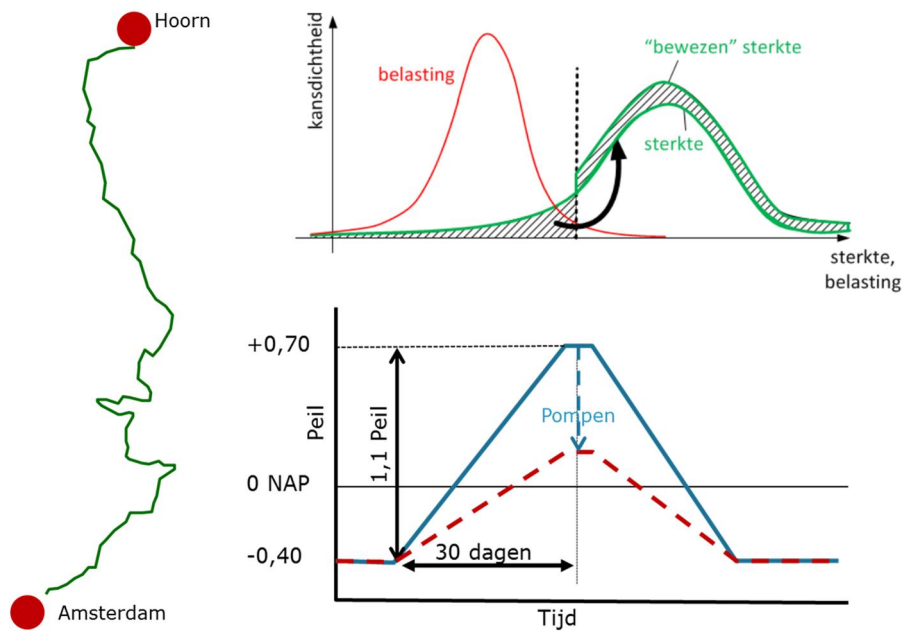 Hoorn
Amsterdam
kansdichtheid
belasting
“bewezen” sterkte
sterkte
sterkte,
belasting
+0,70
0 NAP
-0,40
Peil
1,1 Peil
Pompen
30 dagen
Tijd